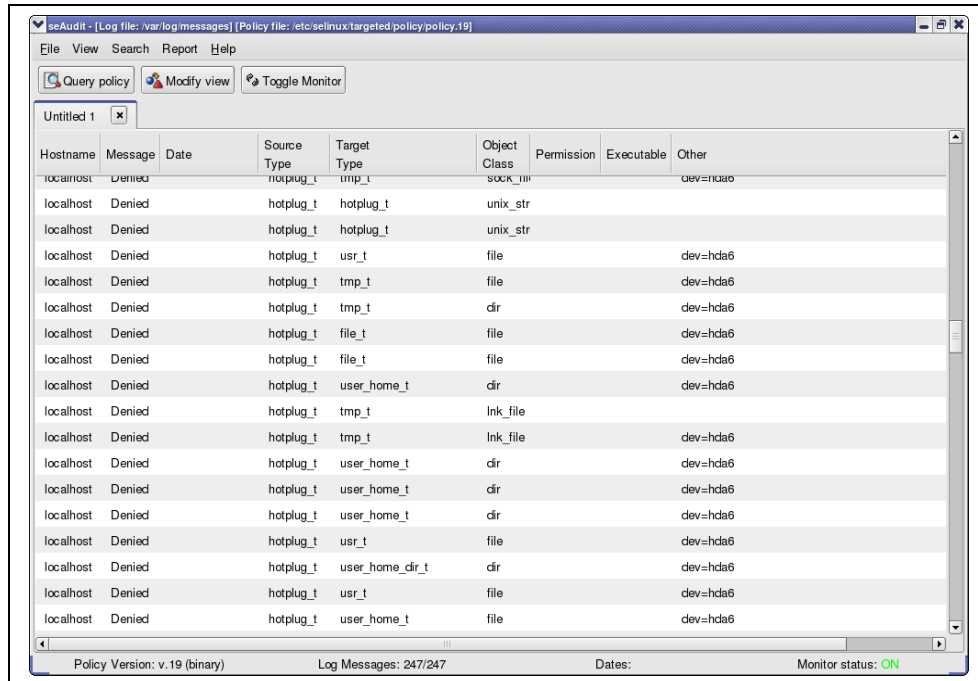 seAudit - [Log file: /var/log/messages] [Policy file: /etc/selinux/targeted/policy/policy.19]
File View Search Report Help
Query policy Modify view Toggle Monitor
Untitled 1
Hostname Message Date Source Type Target Type Object Class Permission Executable Other
localhost Denied hotplug_t tmp_t sock_fil dev=hda6
localhost Denied hotplug_t hotplug_t unix_str
localhost Denied hotplug_t hotplug_t unix_str
localhost Denied hotplug_t usr_t file dev=hda6
localhost Denied hotplug_t tmp_t file dev=hda6
localhost Denied hotplug_t tmp_t dir dev=hda6
localhost Denied hotplug_t file_t file dev=hda6
localhost Denied hotplug_t file_t file dev=hda6
localhost Denied hotplug_t user_home_t dir dev=hda6
localhost Denied hotplug_t tmp_t lnk_file
localhost Denied hotplug_t tmp_t lnk_file dev=hda6
localhost Denied hotplug_t user_home_t dir dev=hda6
localhost Denied hotplug_t user_home_t dir dev=hda6
localhost Denied hotplug_t user_home_t dir dev=hda6
localhost Denied hotplug_t usr_t file dev=hda6
localhost Denied hotplug_t user_home_dir_t dir dev=hda6
localhost Denied hotplug_t usr_t file dev=hda6
localhost Denied hotplug_t user_home_t file dev=hda6
Policy Version: v.19 (binary) Log Messages: 247/247 Dates: Monitor status: ON